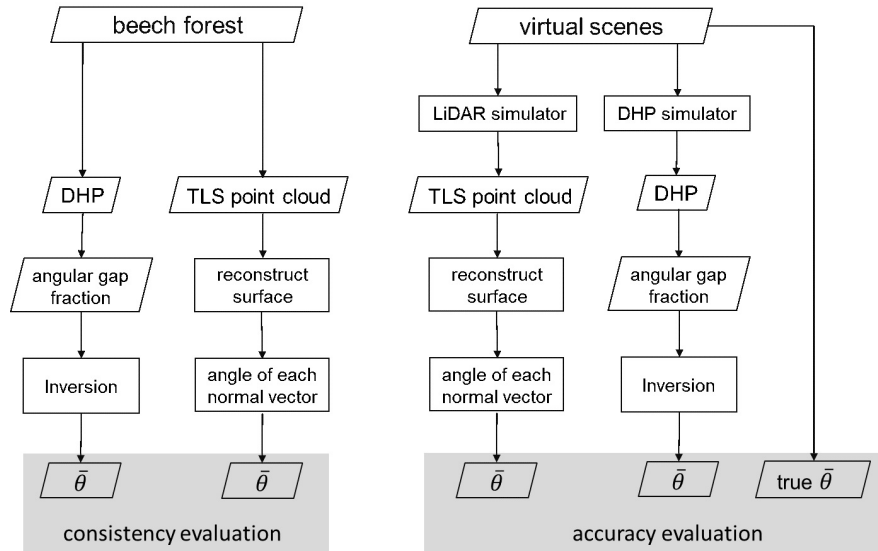 beech forest
DHP
TLS point cloud
angular gap
fraction
reconstruct
surface
Inversion
angle of each
normal vector
θ̄
θ̄
consistency evaluation
virtual scenes
LiDAR simulator
DHP simulator
TLS point cloud
DHP
reconstruct
surface
angular gap
fraction
angle of each
normal vector
Inversion
θ̄
θ̄
true θ̄
accuracy evaluation